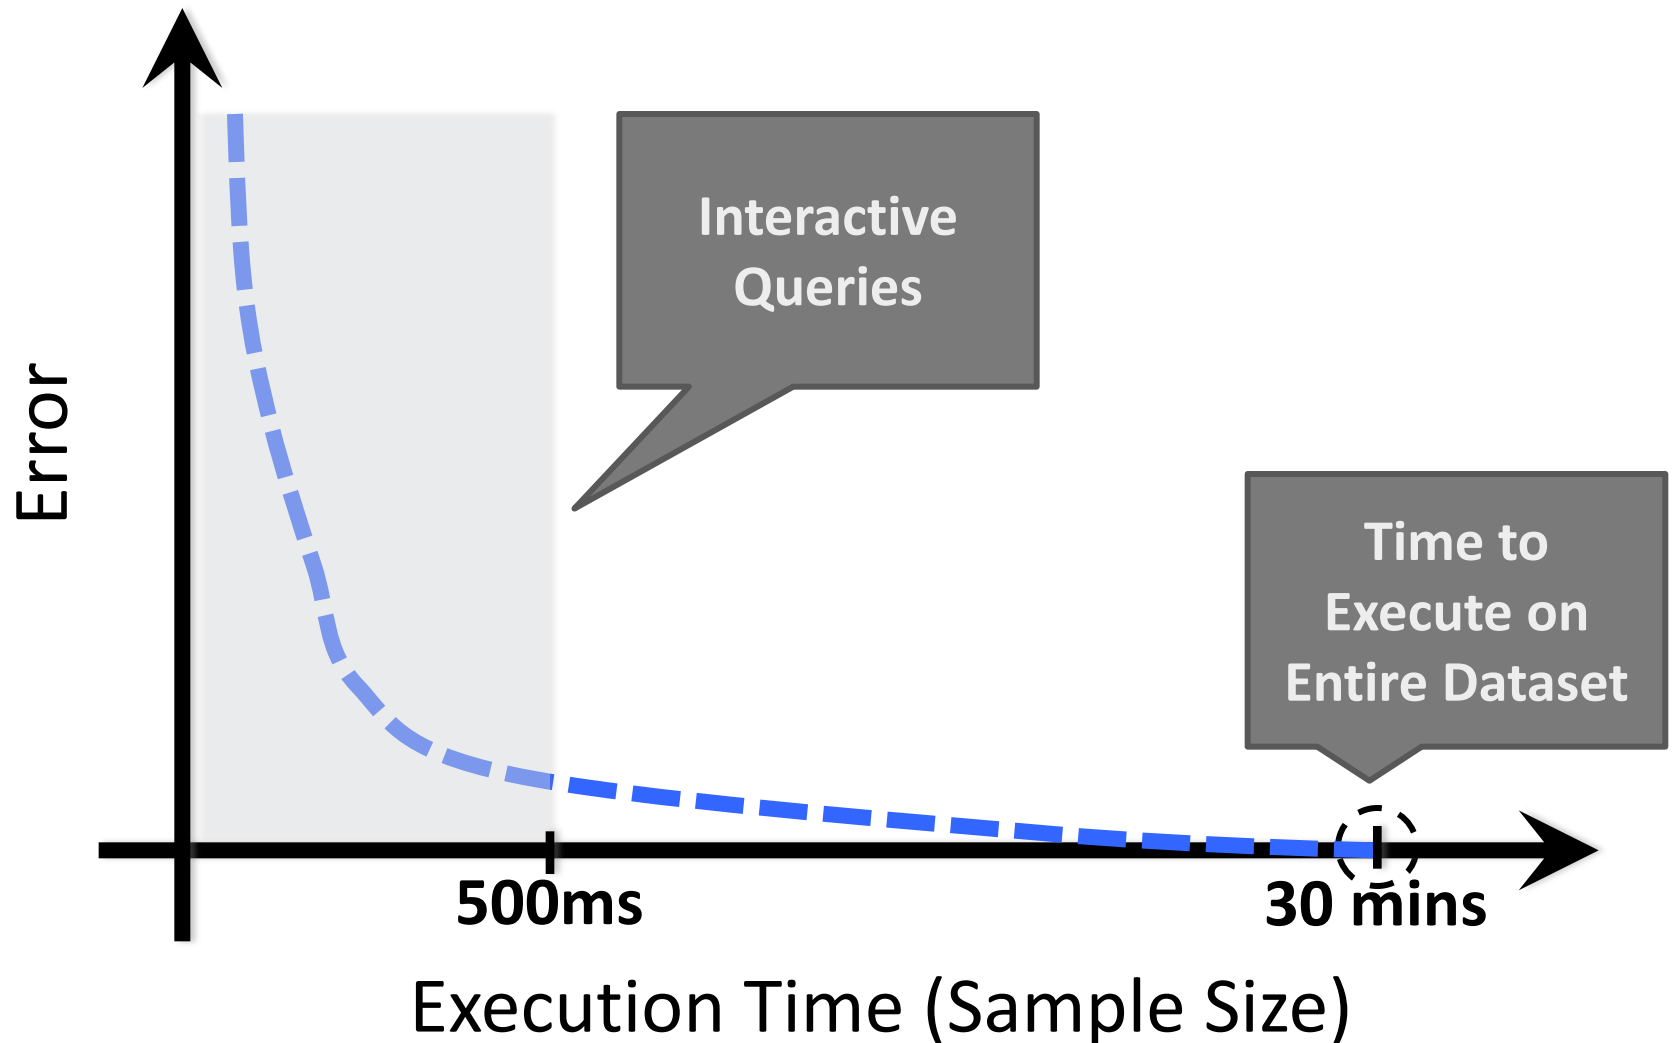 Error
Interactive
Queries
Time to
Execute on
Entire Dataset
500ms
30 mins
Execution Time (Sample Size)